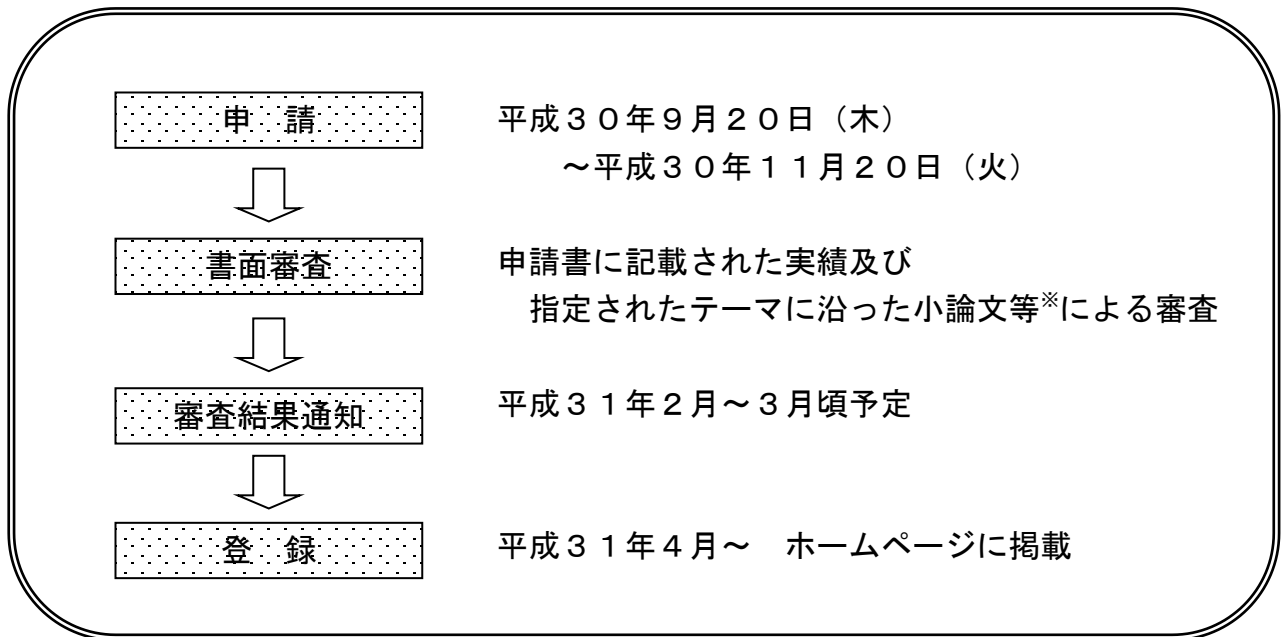 申 請
平成３０年９月２０日（木）
～平成３０年１１月２０日（火）
書面審査
申請書に記載された実績及び
指定されたテーマに沿った小論文等※による審査
審査結果通知
平成３１年２月～３月頃予定
登 録
平成３１年４月～　ホームページに掲載